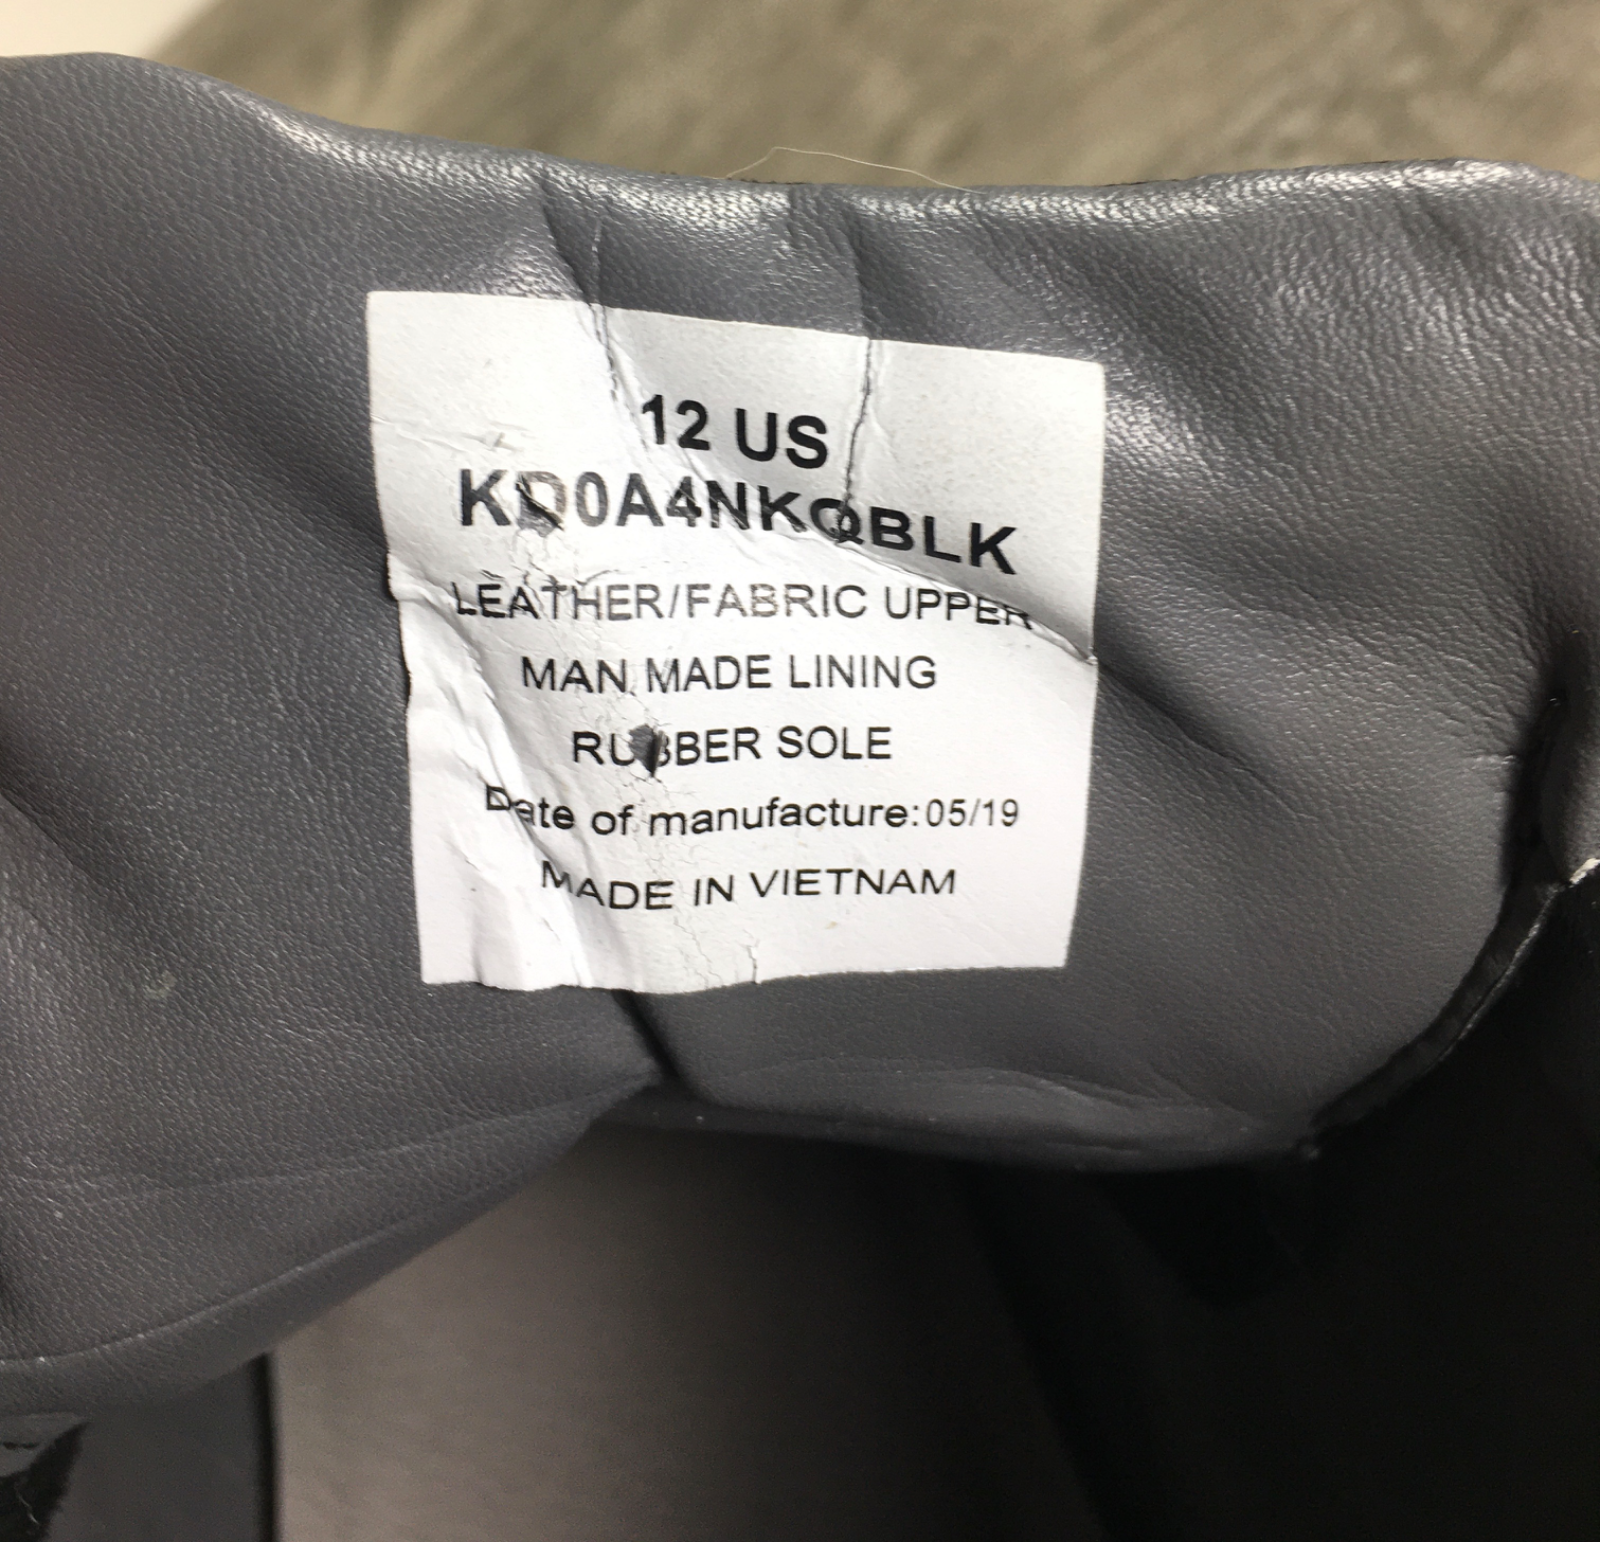 12 US
KD0A4NKQBLK
LEATHER/FABRIC UPPER
MAN MADE LINING
RUBBER SOLE
Date of manufacture:05/19
MADE IN VIETNAM